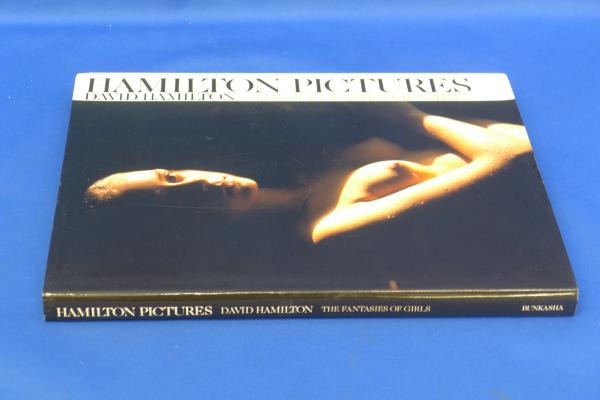 HAMILTON PICTURES
DAVID HAMILTON
HAMILTON PICTURES DAVID HAMILTON THE FANTASIES OF GIRLS BUNKASHA